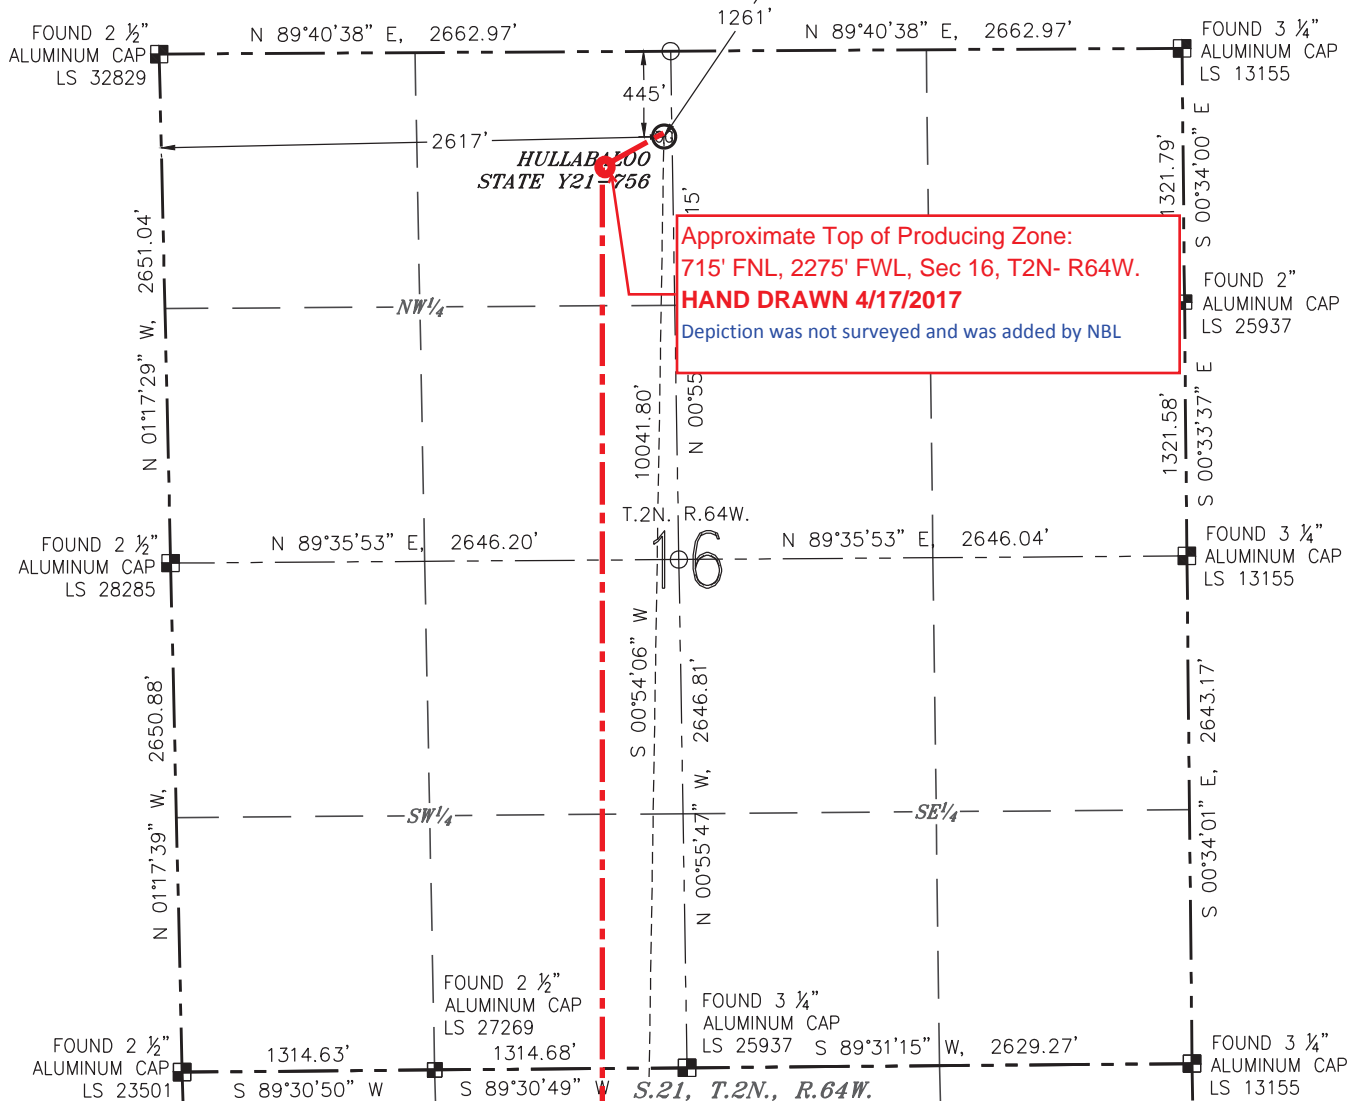 1261'
FOUND 2 ½"
ALUMINUM CAP
LS 32829
N 89°40'38" E, 2662.97'
N 89°40'38" E, 2662.97'
FOUND 3 ¼"
ALUMINUM CAP
LS 13155
445'
2617'
HULLABALOO
STATE Y21-756
N 01°17'29" W, 2651.04'
1321.79'
S 00°34'00" E
Approximate Top of Producing Zone:
715' FNL, 2275' FWL, Sec 16, T2N- R64W.
HAND DRAWN 4/17/2017
Depiction was not surveyed and was added by NBL
NW¼
FOUND 2"
ALUMINUM CAP
LS 25937
10041.80'
N 00°55
15'
1321.58'
S 00°33'37" E
T.2N. R.64W.
16
FOUND 2 ½"
ALUMINUM CAP
LS 28285
N 89°35'53" E, 2646.20'
N 89°35'53" E, 2646.04'
FOUND 3 ¼"
ALUMINUM CAP
LS 13155
S 00°54'06" W
N 01°17'39" W, 2650.88'
N 00°55'47" W, 2646.81'
S 00°34'01" E, 2643.17'
SW¼
SE¼
FOUND 2 ½"
ALUMINUM CAP
LS 27269
FOUND 3 ¼"
ALUMINUM CAP
LS 25937
FOUND 2 ½"
ALUMINUM CAP
LS 23501
1314.63'
S 89°30'50" W
1314.68'
S 89°30'49" W
S 89°31'15" W, 2629.27'
FOUND 3 ¼"
ALUMINUM CAP
LS 13155
S.21, T.2N., R.64W.